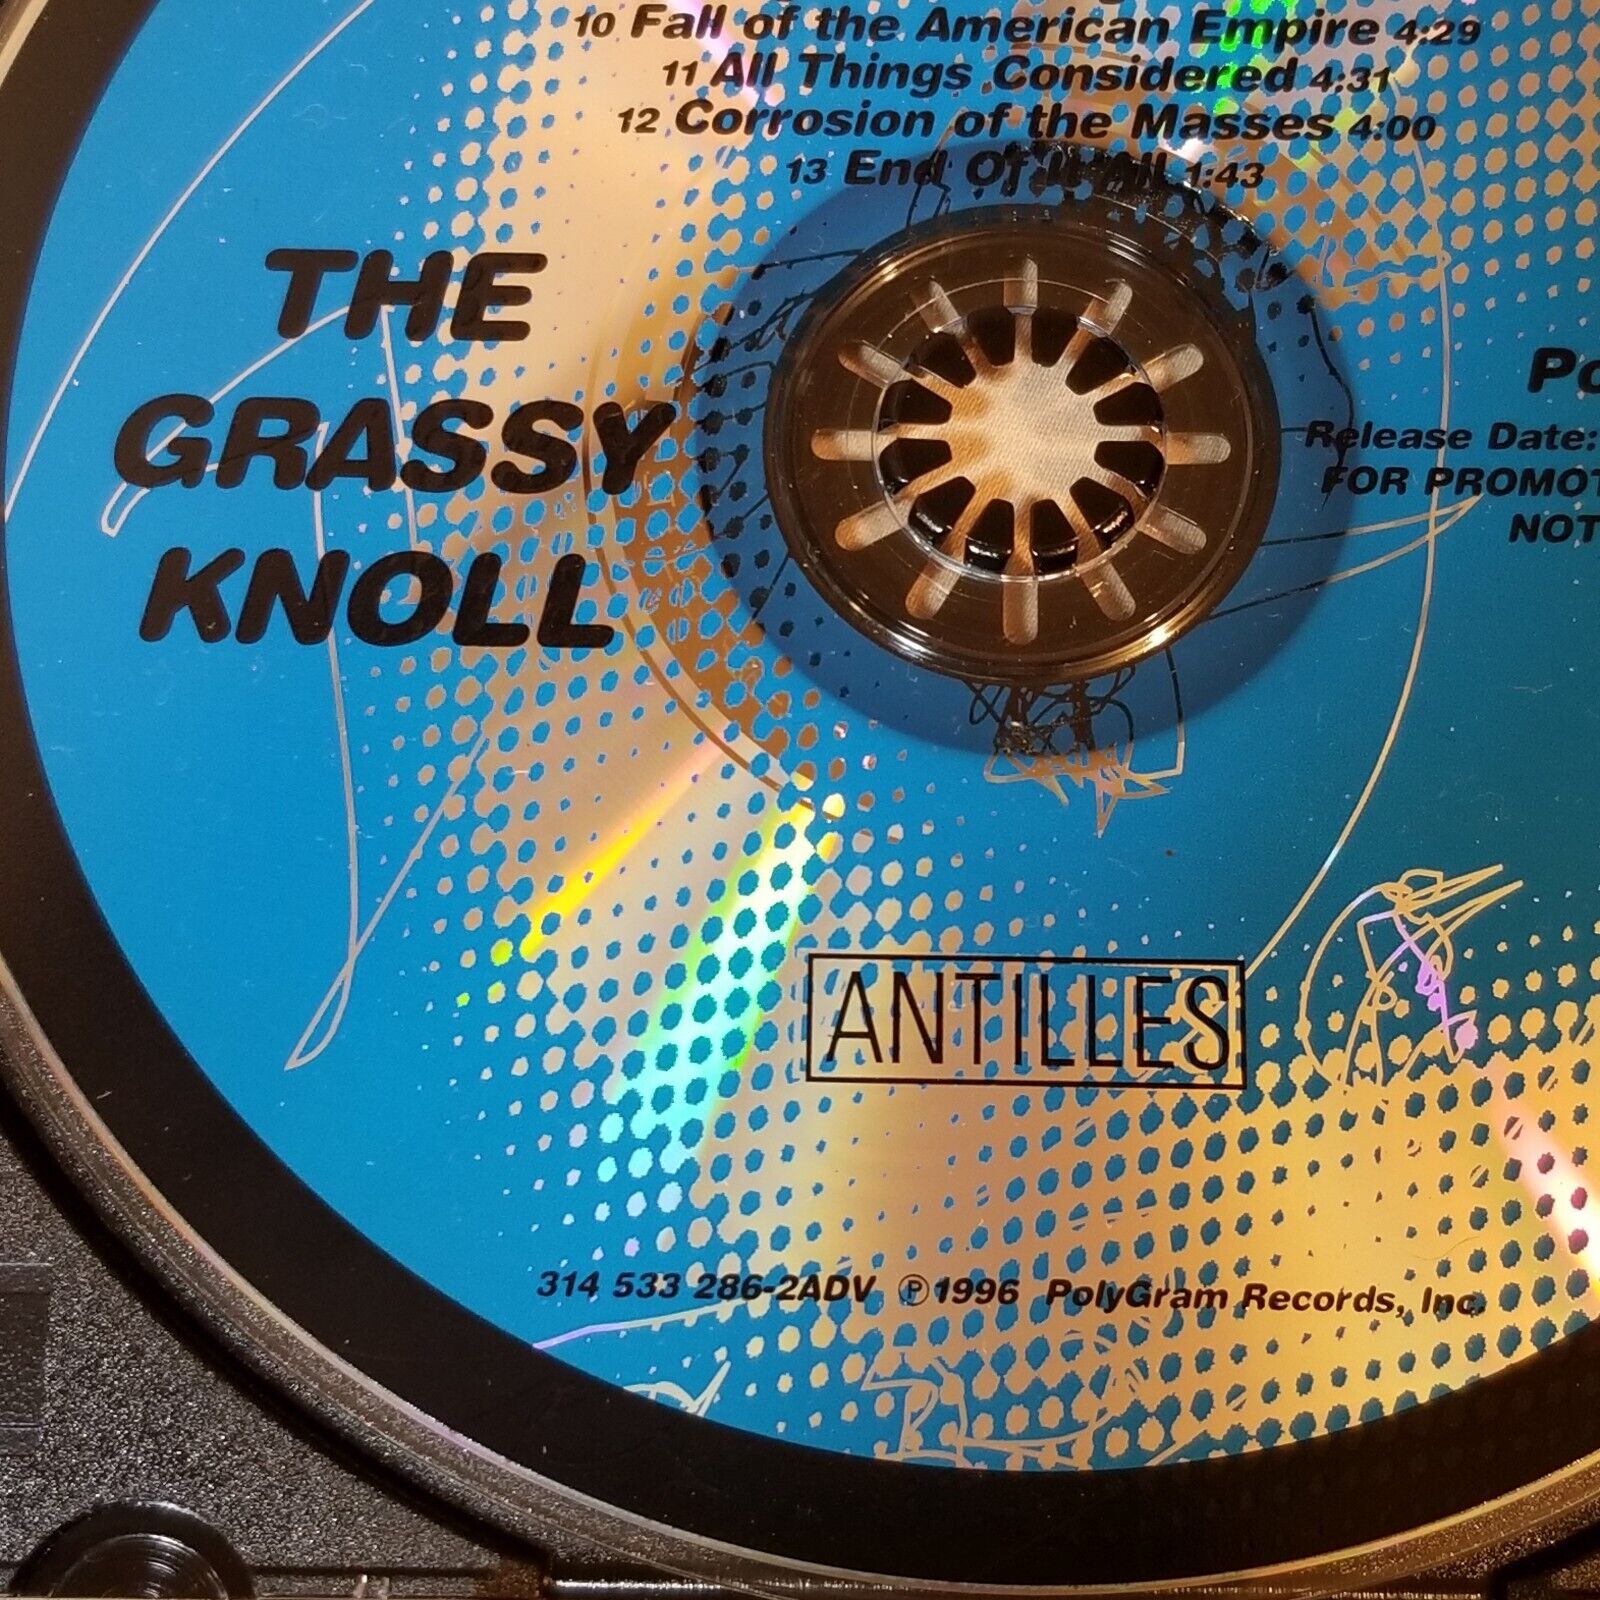 10 Fall of the American Empire 4:29
11 All Things Considered 4:31
12 Corrosion of the Masses 4:00
13 End Of It All 1:43
THE
GRASSY
KNOLL
Release Date:
FOR
NOT
ANTILLES
314 533 286-2ADV ℗1996 PolyGram Records, Inc.